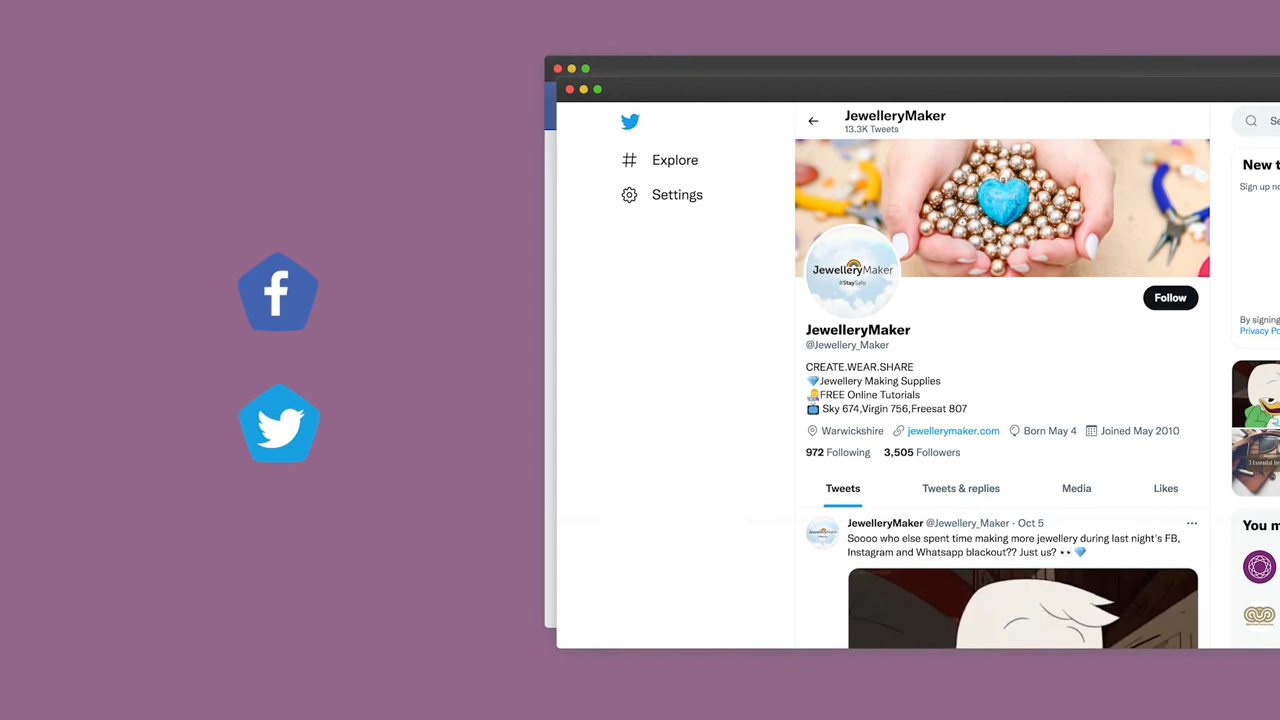 JewelleryMaker
13.3K Tweets
Se
Explore
Settings
New t
Sign up no
JewelleryMaker
#StaySafe
Follow
By signing
Privacy Po
JewelleryMaker
@Jewellery_Maker
CREATE.WEAR.SHARE
💎Jewellery Making Supplies
FREE Online Tutorials
📺 Sky 674,Virgin 756,Freesat 807
Warwickshire jewellerymaker.com Born May 4 Joined May 2010
972 Following 3,505 Followers
Tweets Tweets & replies Media Likes
JewelleryMaker @Jewellery_Maker · Oct 5
Soooo who else spent time making more jewellery during last night's FB,
Instagram and Whatsapp blackout?? Just us? 👀 💎
You m